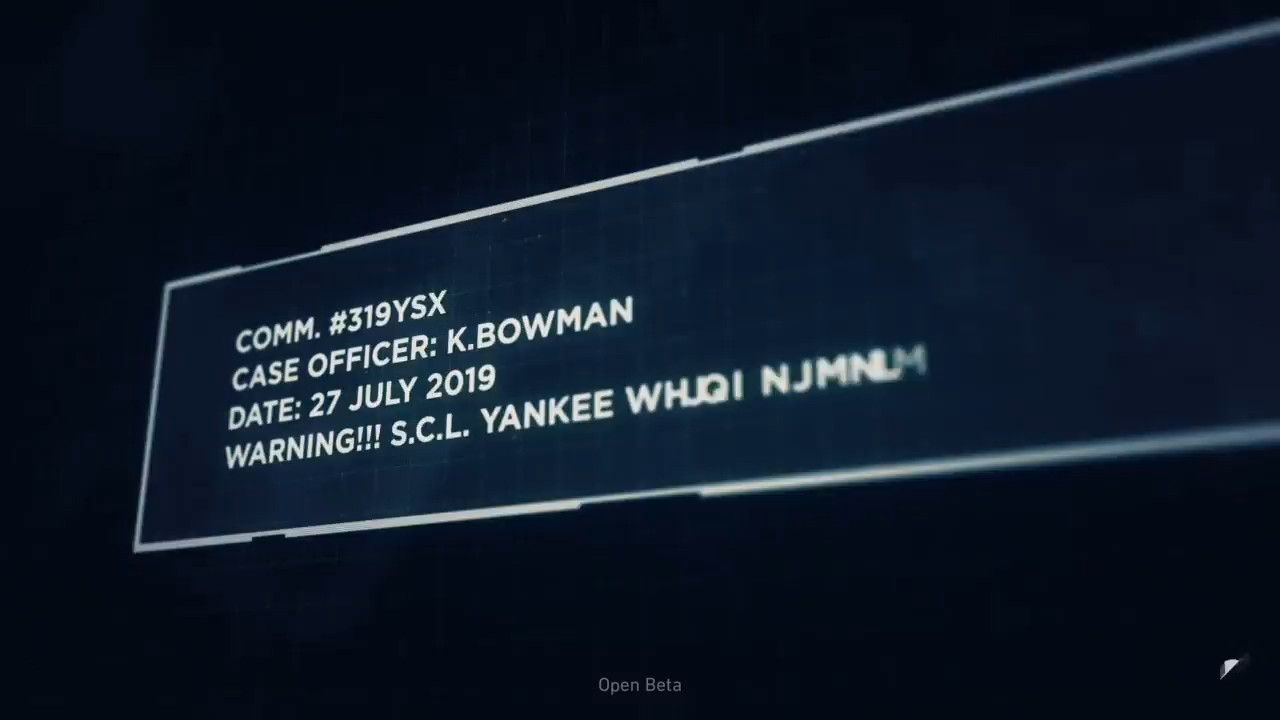 COMM. #319YSX
CASE OFFICER: K.BOWMAN
DATE: 27 JULY 2019
WARNING!!! S.C.L. YANKEE
Open Beta